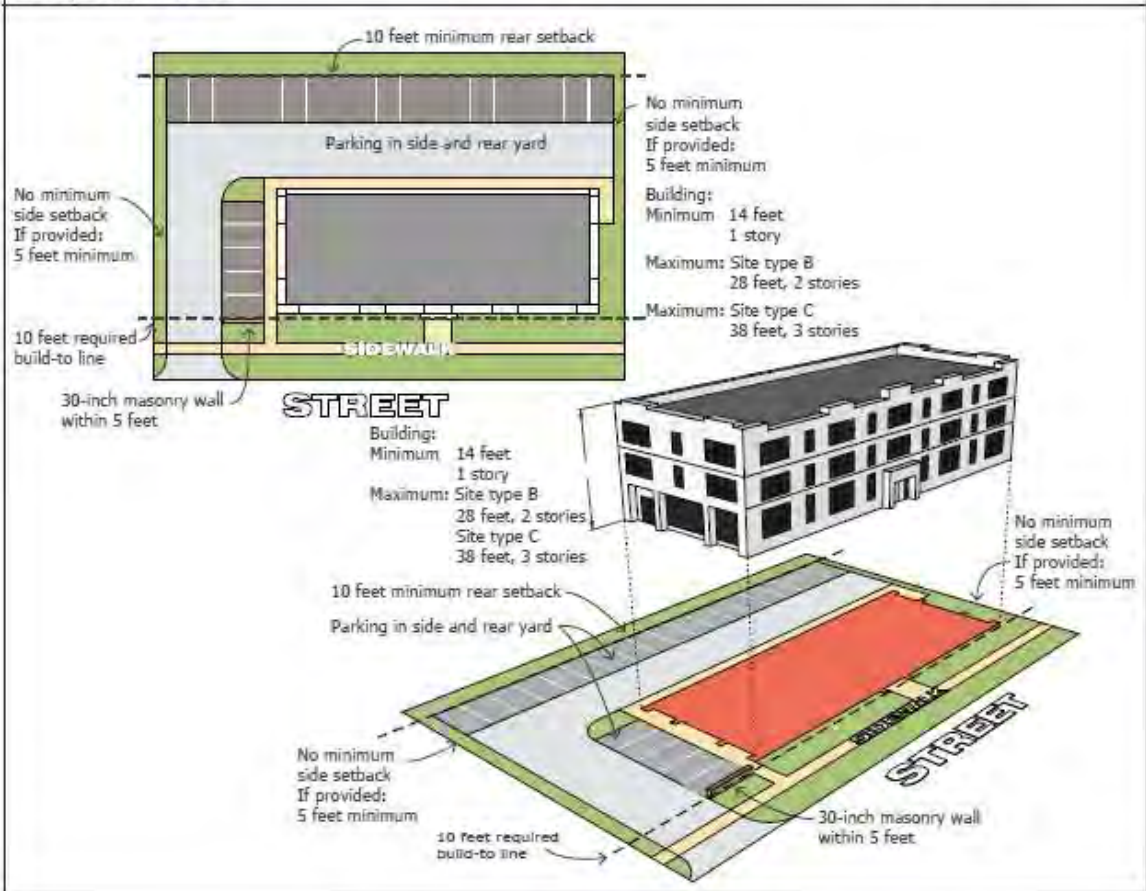 10 feet minimum rear setback
No minimum
side setback
If provided:
5 feet minimum
Parking in side and rear yard
No minimum
side setback
If provided:
5 feet minimum
Building:
Minimum 14 feet
1 story
Maximum: Site type B
28 feet, 2 stories
Maximum: Site type C
38 feet, 3 stories
10 feet required
build-to line
SIDEWALK
30-inch masonry wall
within 5 feet
STREET
Building:
Minimum 14 feet
1 story
Maximum: Site type B
28 feet, 2 stories
Site type C
38 feet, 3 stories
No minimum
side setback
If provided:
5 feet minimum
10 feet minimum rear setback
Parking in side and rear yard
SIDEWALK
STREET
No minimum
side setback
If provided:
5 feet minimum
30-inch masonry wall
within 5 feet
10 feet required
build-to line